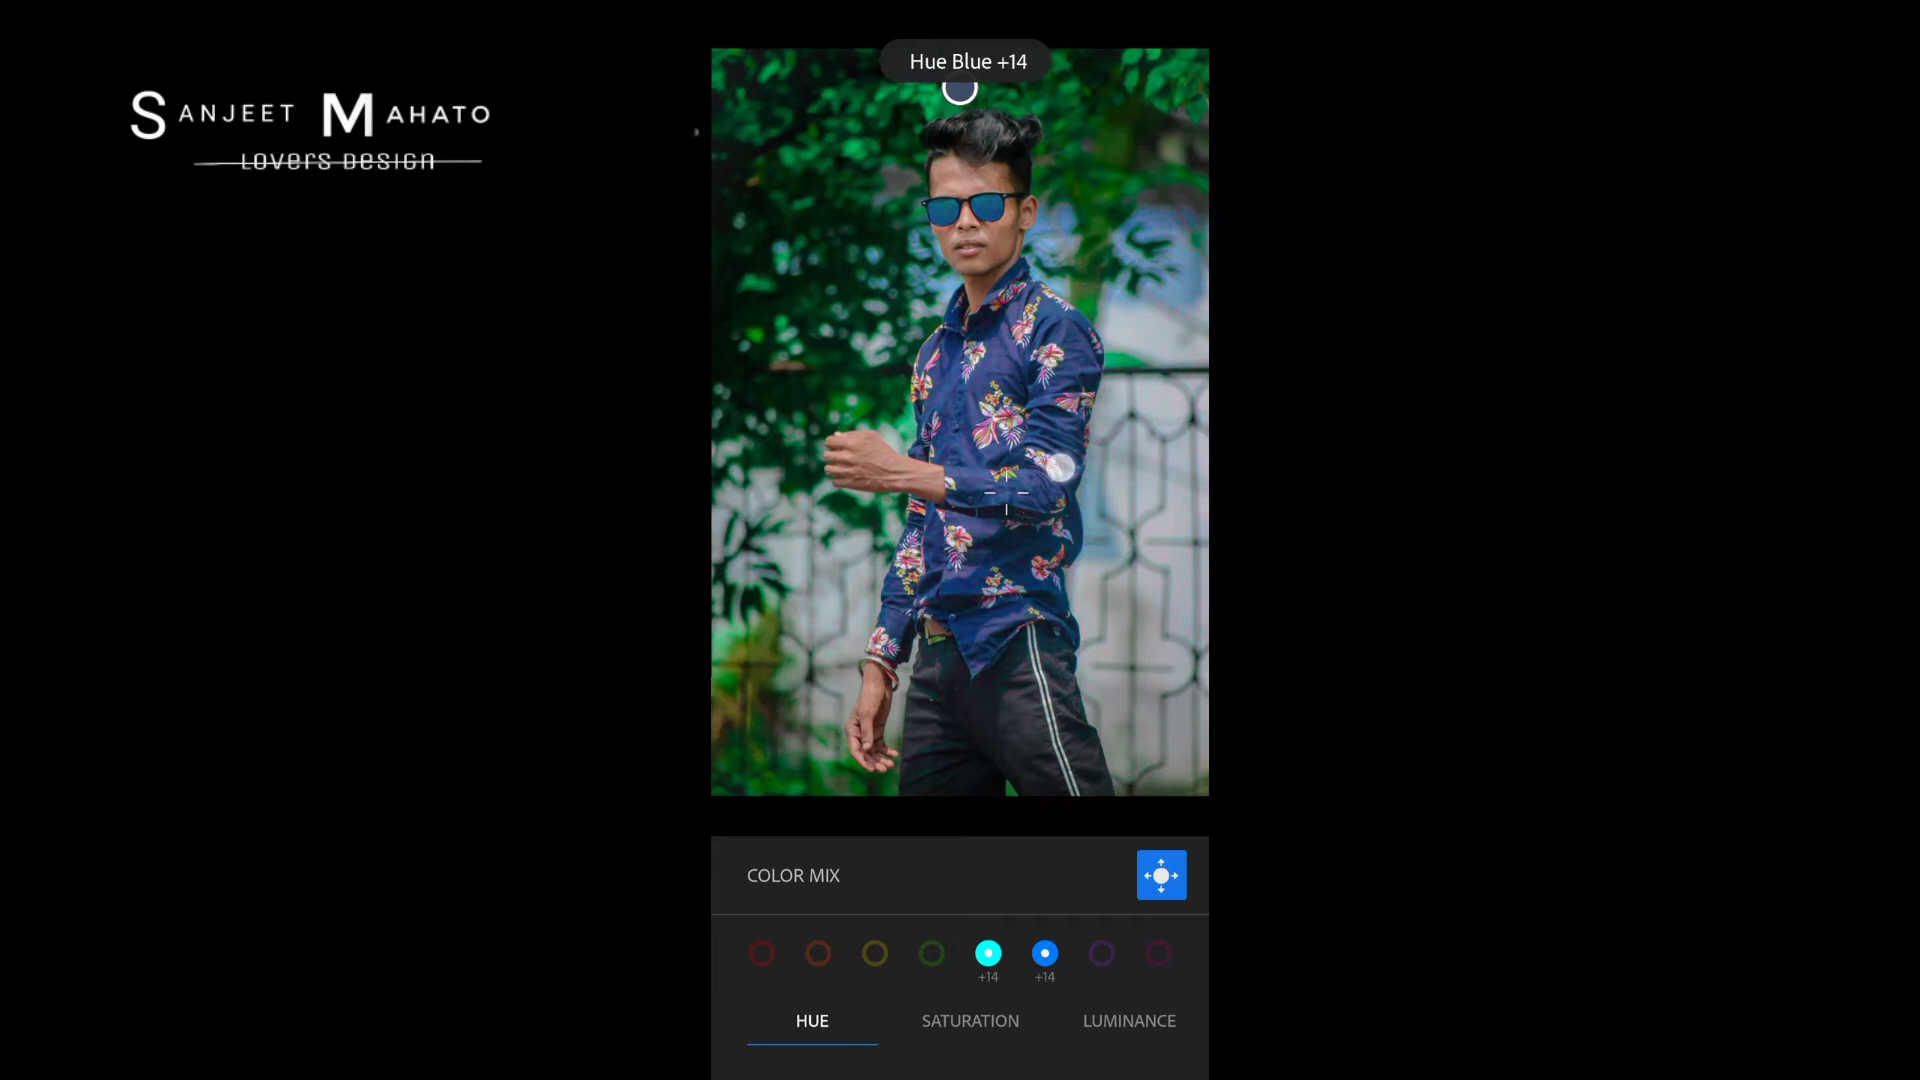 SANJEET MAHATO
LOVERS DESIGN
Hue Blue +14
COLOR MIX
+14 +14
HUE SATURATION LUMINANCE